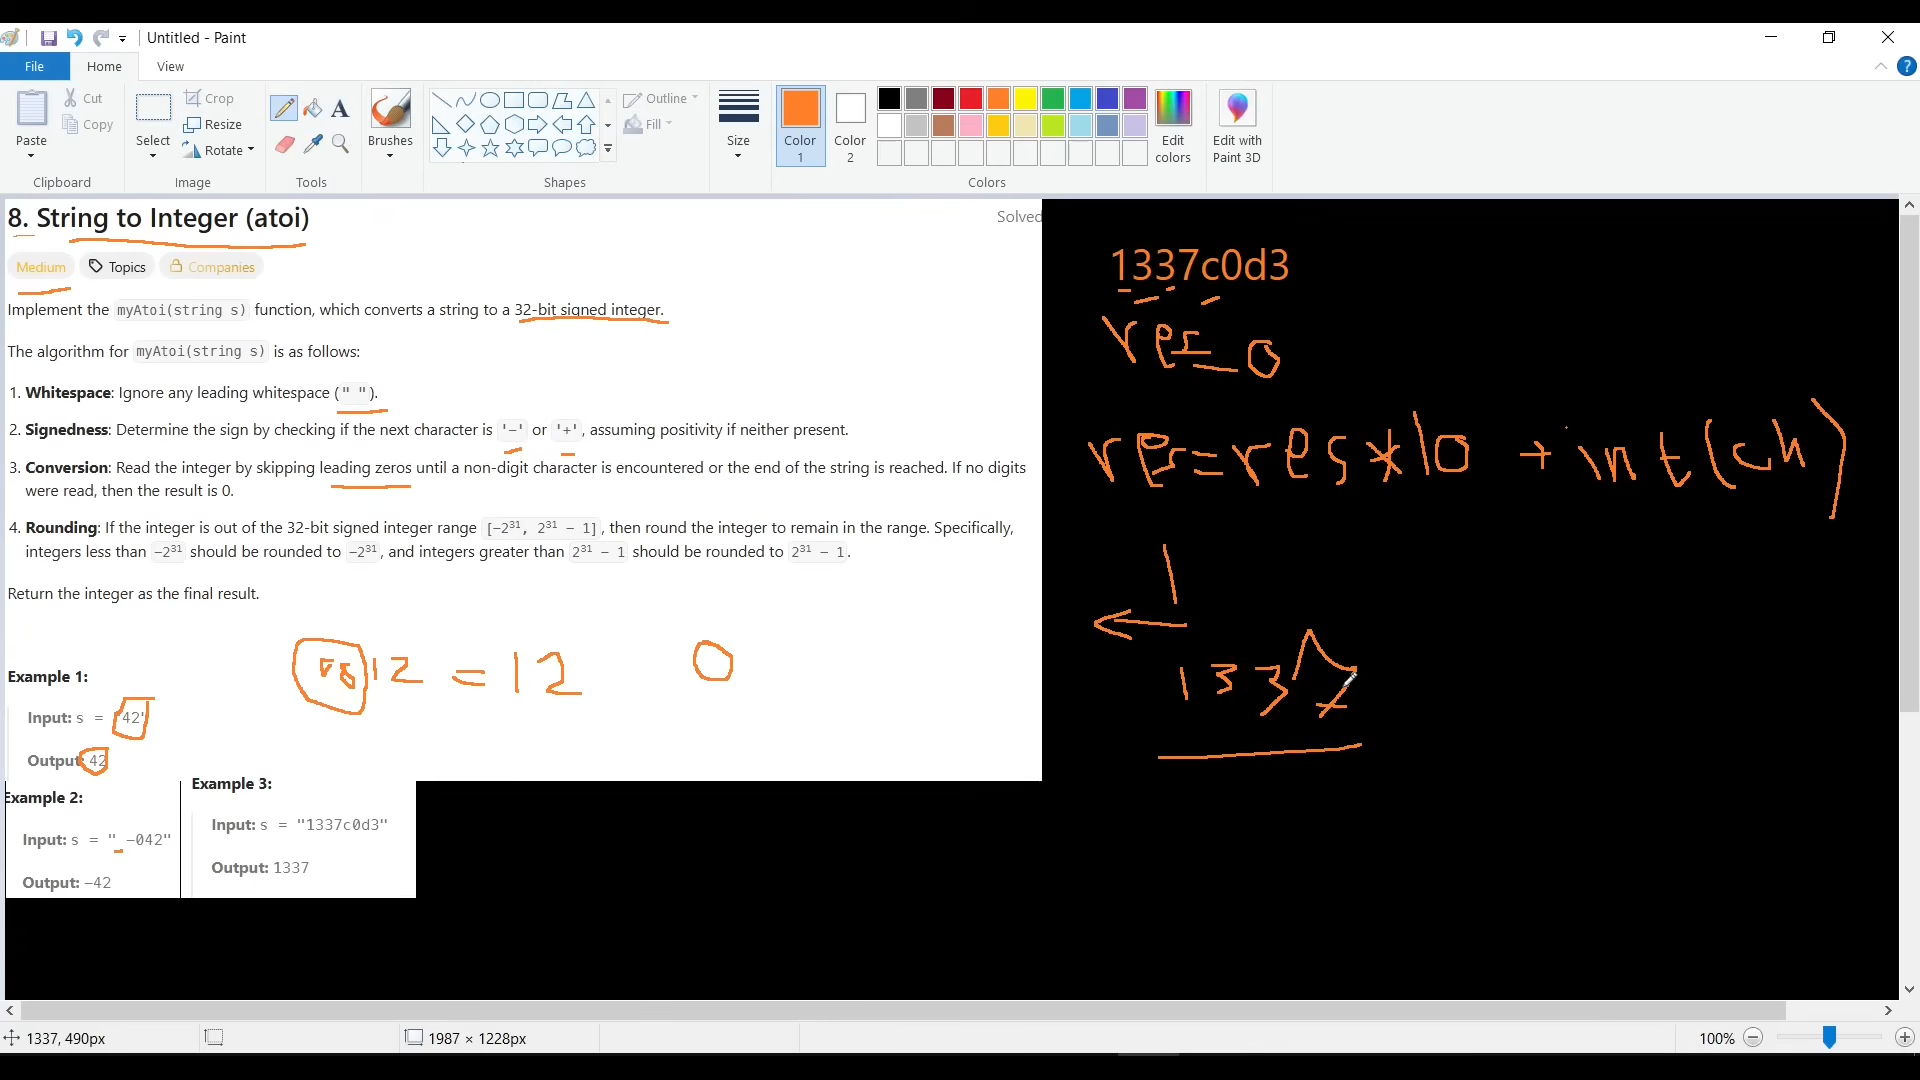 Untitled - Paint
File Home View
Paste
Cut
Copy
Clipboard
Select
Crop
Resize
Rotate
Image
Tools
Brushes
Outline
Fill
Shapes
Size
Color 1
Color 2
Edit colors
Edit with Paint 3D
Colors
8. String to Integer (atoi)
Solved
Medium Topics Companies
Implement the myAtoi(string s) function, which converts a string to a 32-bit signed integer.
The algorithm for myAtoi(string s) is as follows:
1. Whitespace: Ignore any leading whitespace (" ").
2. Signedness: Determine the sign by checking if the next character is '-' or '+', assuming positivity if neither present.
3. Conversion: Read the integer by skipping leading zeros until a non-digit character is encountered or the end of the string is reached. If no digits
were read, then the result is 0.
4. Rounding: If the integer is out of the 32-bit signed integer range [-2³¹, 2³¹ - 1], then round the integer to remain in the range. Specifically,
integers less than -2³¹ should be rounded to -2³¹, and integers greater than 2³¹ - 1 should be rounded to 2³¹ - 1.
Return the integer as the final result.
12 = 12 0
Example 1:
Input: s = "42"
Output: 42
Example 2:
Input: s = " -042"
Output: -42
Example 3:
Input: s = "1337c0d3"
Output: 1337
1337c0d3
res = 0
res=res*10 + int(ch)
1
1337
1337, 490px
1987 × 1228px
100%